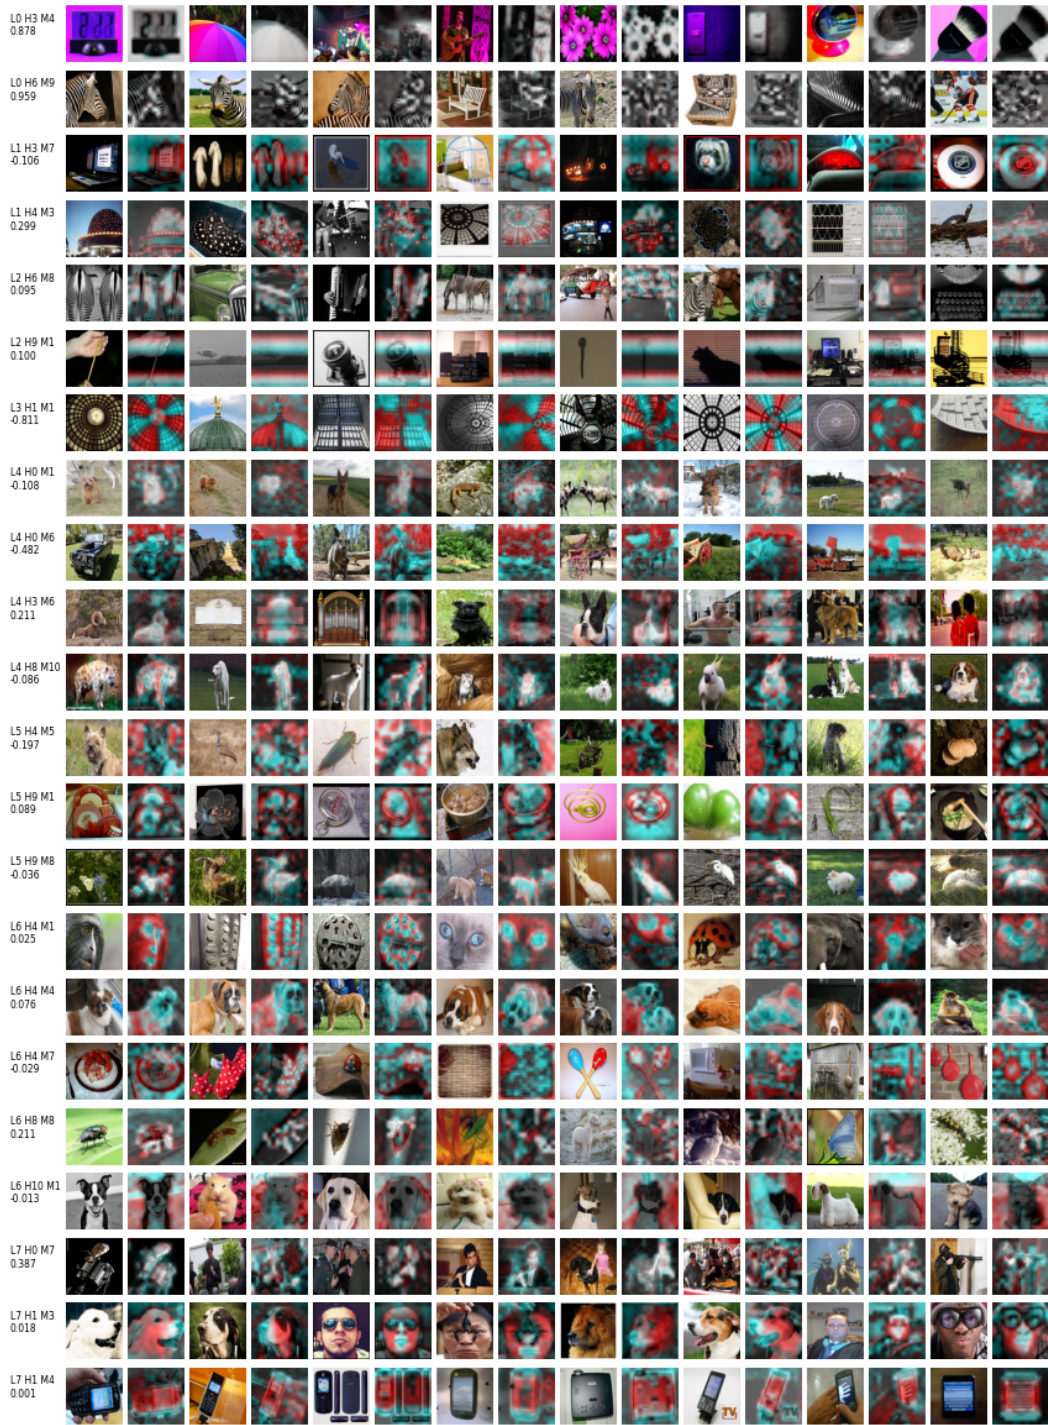 L0 H3 M4
0.878
L0 H6 M9
0.959
L1 H3 M7
-0.106
L1 H4 M3
0.299
L2 H6 M8
0.095
L2 H9 M1
0.100
L3 H1 M1
-0.811
L4 H0 M1
-0.108
L4 H0 M6
-0.482
L4 H3 M6
0.211
L4 H8 M10
-0.086
L5 H4 M5
-0.197
L5 H9 M1
0.089
L5 H9 M8
-0.036
L6 H4 M1
0.025
L6 H4 M4
0.076
L6 H4 M7
-0.029
L6 H8 M8
0.211
L6 H10 M1
-0.013
L7 H0 M7
0.387
L7 H1 M3
0.018
L7 H1 M4
0.001
TV